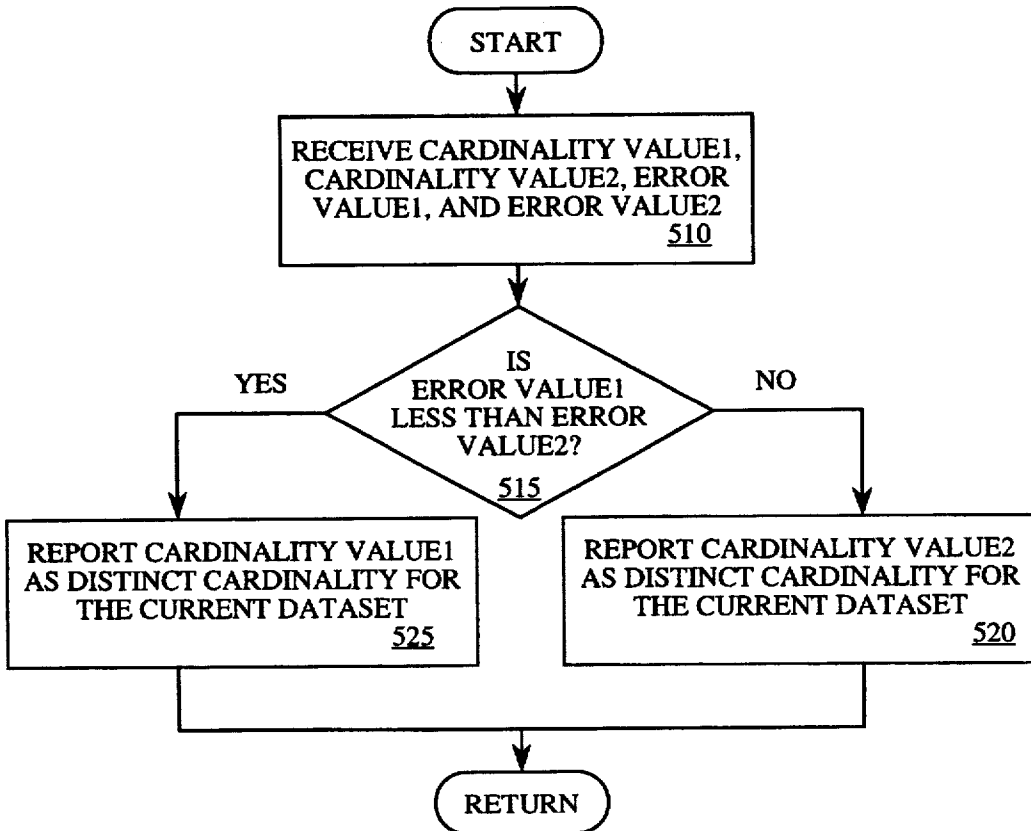 START
RECEIVE CARDINALITY VALUE1,
CARDINALITY VALUE2, ERROR
VALUE1, AND ERROR VALUE2
510
IS
ERROR VALUE1
LESS THAN ERROR
VALUE2?
515
YES
NO
REPORT CARDINALITY VALUE1
AS DISTINCT CARDINALITY FOR
THE CURRENT DATASET
525
REPORT CARDINALITY VALUE2
AS DISTINCT CARDINALITY FOR
THE CURRENT DATASET
520
RETURN